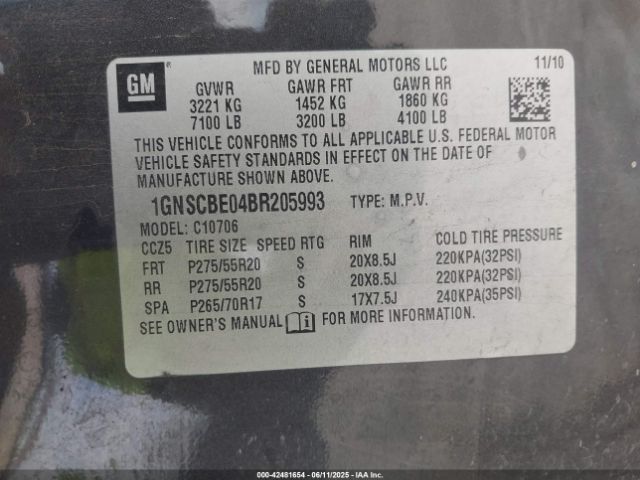 GM
MFD BY GENERAL MOTORS LLC 11/10
GVWR GAWR FRT GAWR RR
3221 KG 1452 KG 1860 KG
7100 LB 3200 LB 4100 LB
THIS VEHICLE CONFORMS TO ALL APPLICABLE U.S. FEDERAL MOTOR
VEHICLE SAFETY STANDARDS IN EFFECT ON THE DATE OF
MANUFACTURE SHOWN ABOVE.
1GNSCBE04BR205993 TYPE: M.P.V.
MODEL: C10706
CCZ5 TIRE SIZE SPEED RTG RIM COLD TIRE PRESSURE
FRT P275/55R20 S 20X8.5J 220KPA(32PSI)
RR P275/55R20 S 20X8.5J 220KPA(32PSI)
SPA P265/70R17 S 17X7.5J 240KPA(35PSI)
SEE OWNER'S MANUAL FOR MORE INFORMATION.
000-42481654 - 06/11/2025 - IAAI.com